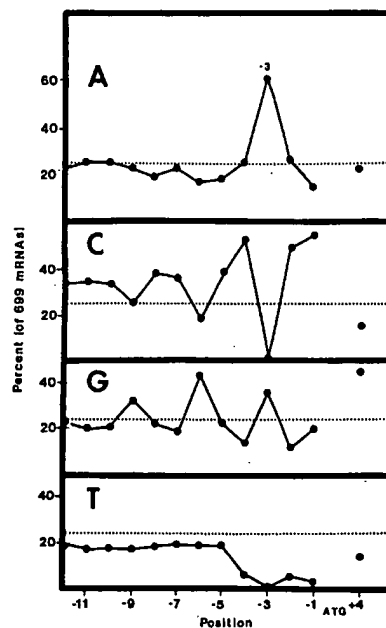 A
-3
60
40
20
C
40
20
G
40
20
T
40
20
Percent (of 699 mRNAs)
-11 -9 -7 -5 -3 -1 ATG +4
Position